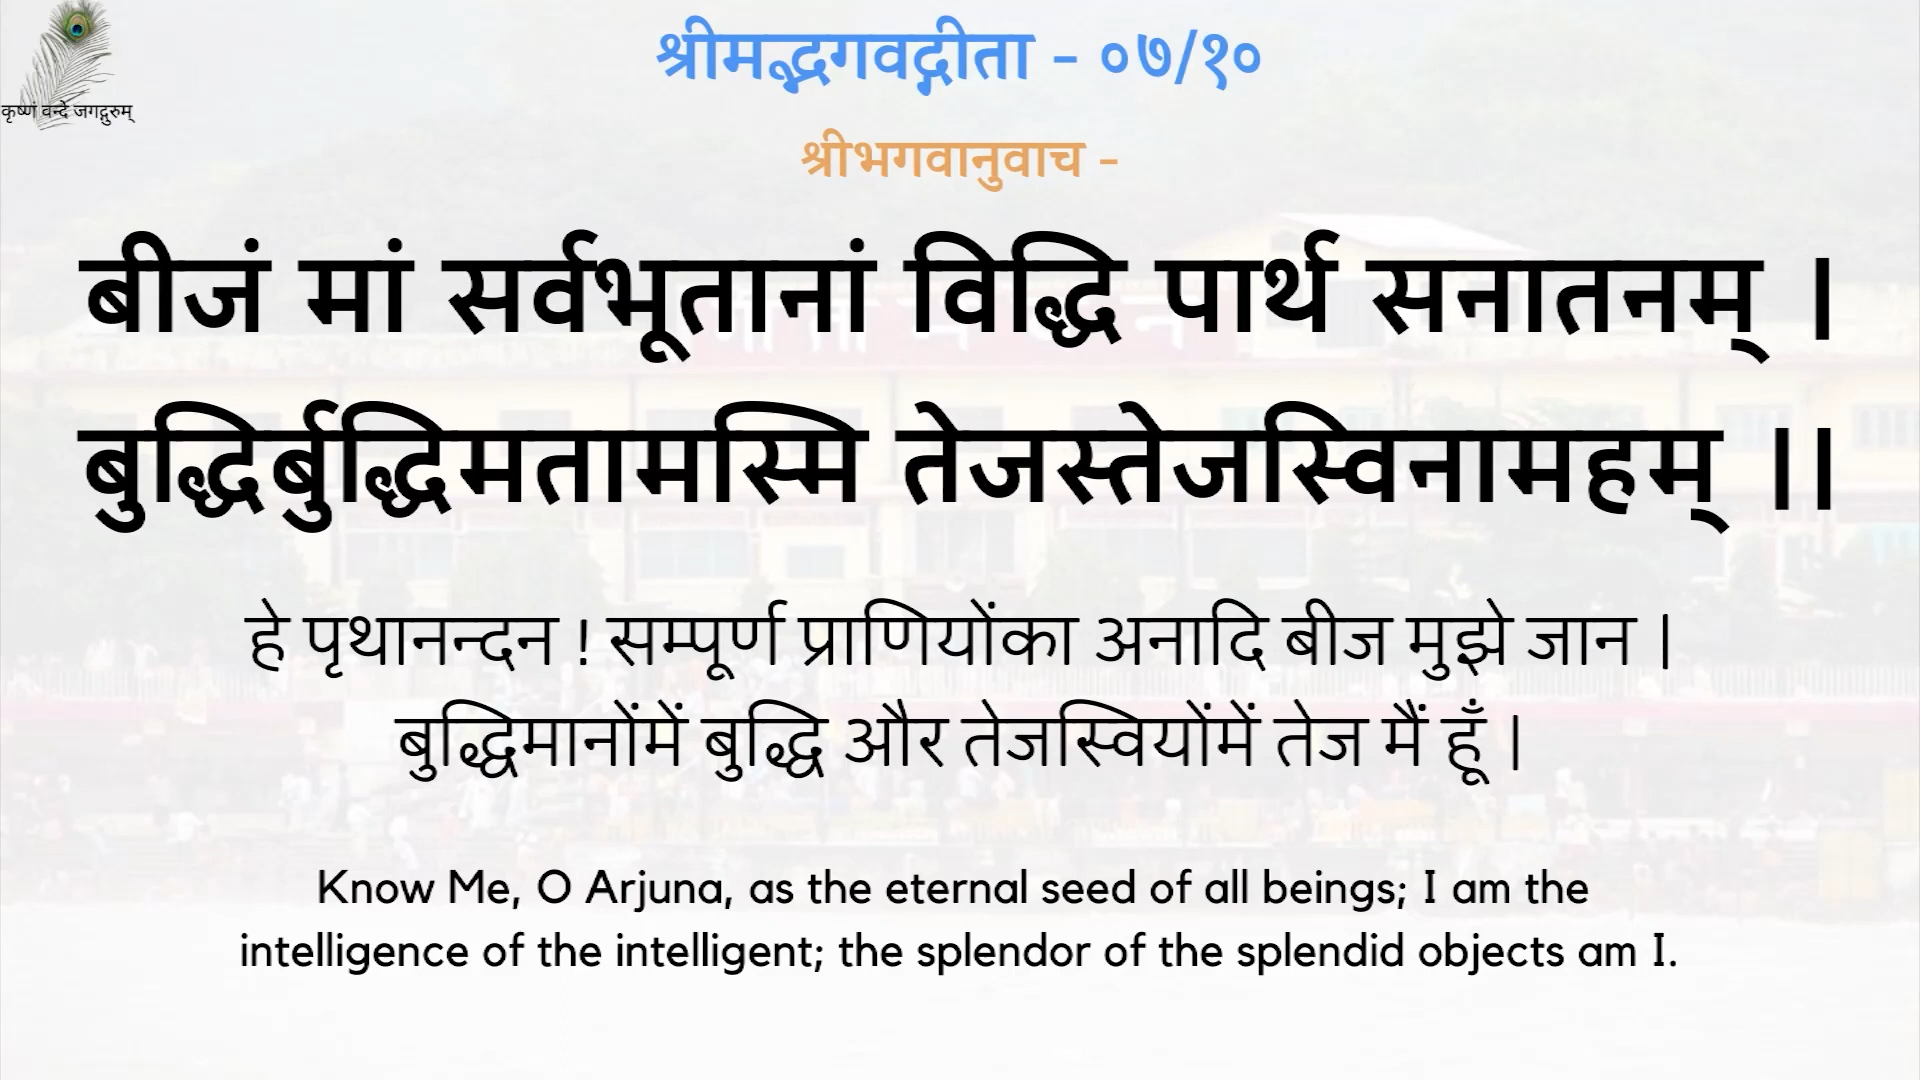 श्रीमद्भगवद्गीता - ०७/१०
कृष्णं वन्दे जगद्गुरुम्
श्रीभगवानुवाच -
बीजं मां सर्वभूतानां विद्धि पार्थ सनातनम् ।
बुद्धिर्बुद्धिमतामस्मि तेजस्तेजस्विनामहम् ।।
हे पृथानन्दन ! सम्पूर्ण प्राणियोंका अनादि बीज मुझे जान ।
बुद्धिमानोंमें बुद्धि और तेजस्वियोंमें तेज मैं हूँ ।
Know Me, O Arjuna, as the eternal seed of all beings; I am the
intelligence of the intelligent; the splendor of the splendid objects am I.